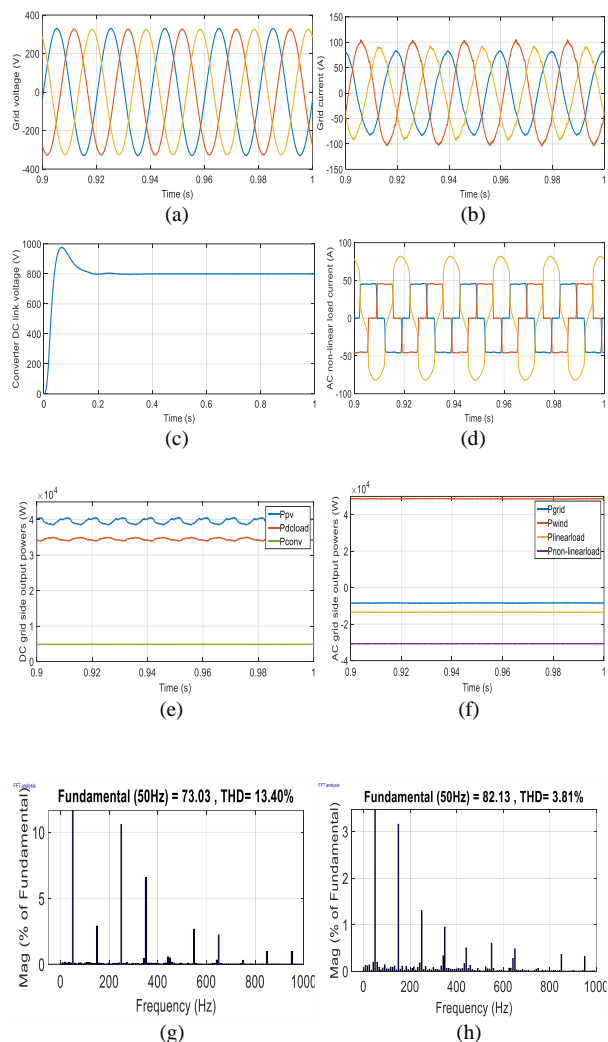 Grid voltage (V)
400
200
0
-200
-400
0.9
0.92
0.94
0.96
0.98
1
Time (s)
(a)
Grid current (A)
150
100
50
0
-50
-100
-150
0.9
0.92
0.94
0.96
0.98
1
Time (s)
(b)
Converter DC link voltage (V)
1000
800
600
400
200
0
0
0.2
0.4
0.6
0.8
1
Time (s)
(c)
AC non-linear load current (A)
100
50
0
-50
-100
0.9
0.92
0.94
0.96
0.98
1
Time (s)
(d)
DC grid side output powers (W)
×10^4
4
3
2
1
0
Ppv
Pdcload
Pconv
0.9
0.92
0.94
0.96
0.98
1
Time (s)
(e)
AC grid side output powers (W)
×10^4
4
2
0
-2
-4
Pgrid
Pwind
Plinearload
Pnon-linearload
0.9
0.92
0.94
0.96
0.98
1
Time (s)
(f)
FFT analysis
Fundamental (50Hz) = 73.03 , THD= 13.40%
Mag (% of Fundamental)
10
5
0
0
200
400
600
800
1000
Frequency (Hz)
(g)
FFT analysis
Fundamental (50Hz) = 82.13 , THD= 3.81%
Mag (% of Fundamental)
3
2
1
0
0
200
400
600
800
1000
Frequency (Hz)
(h)